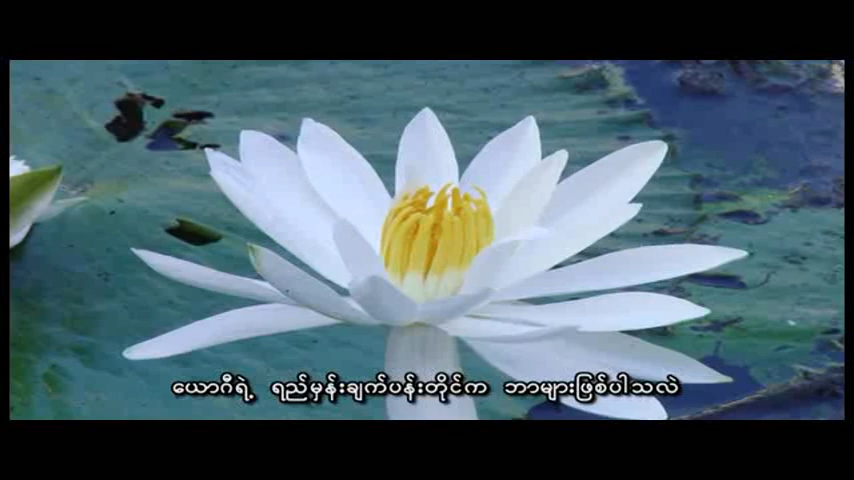 ယောဂီရဲ့ ရည်မှန်းချက်ပန်းတိုင်က ဘာများဖြစ်ပါသလဲ